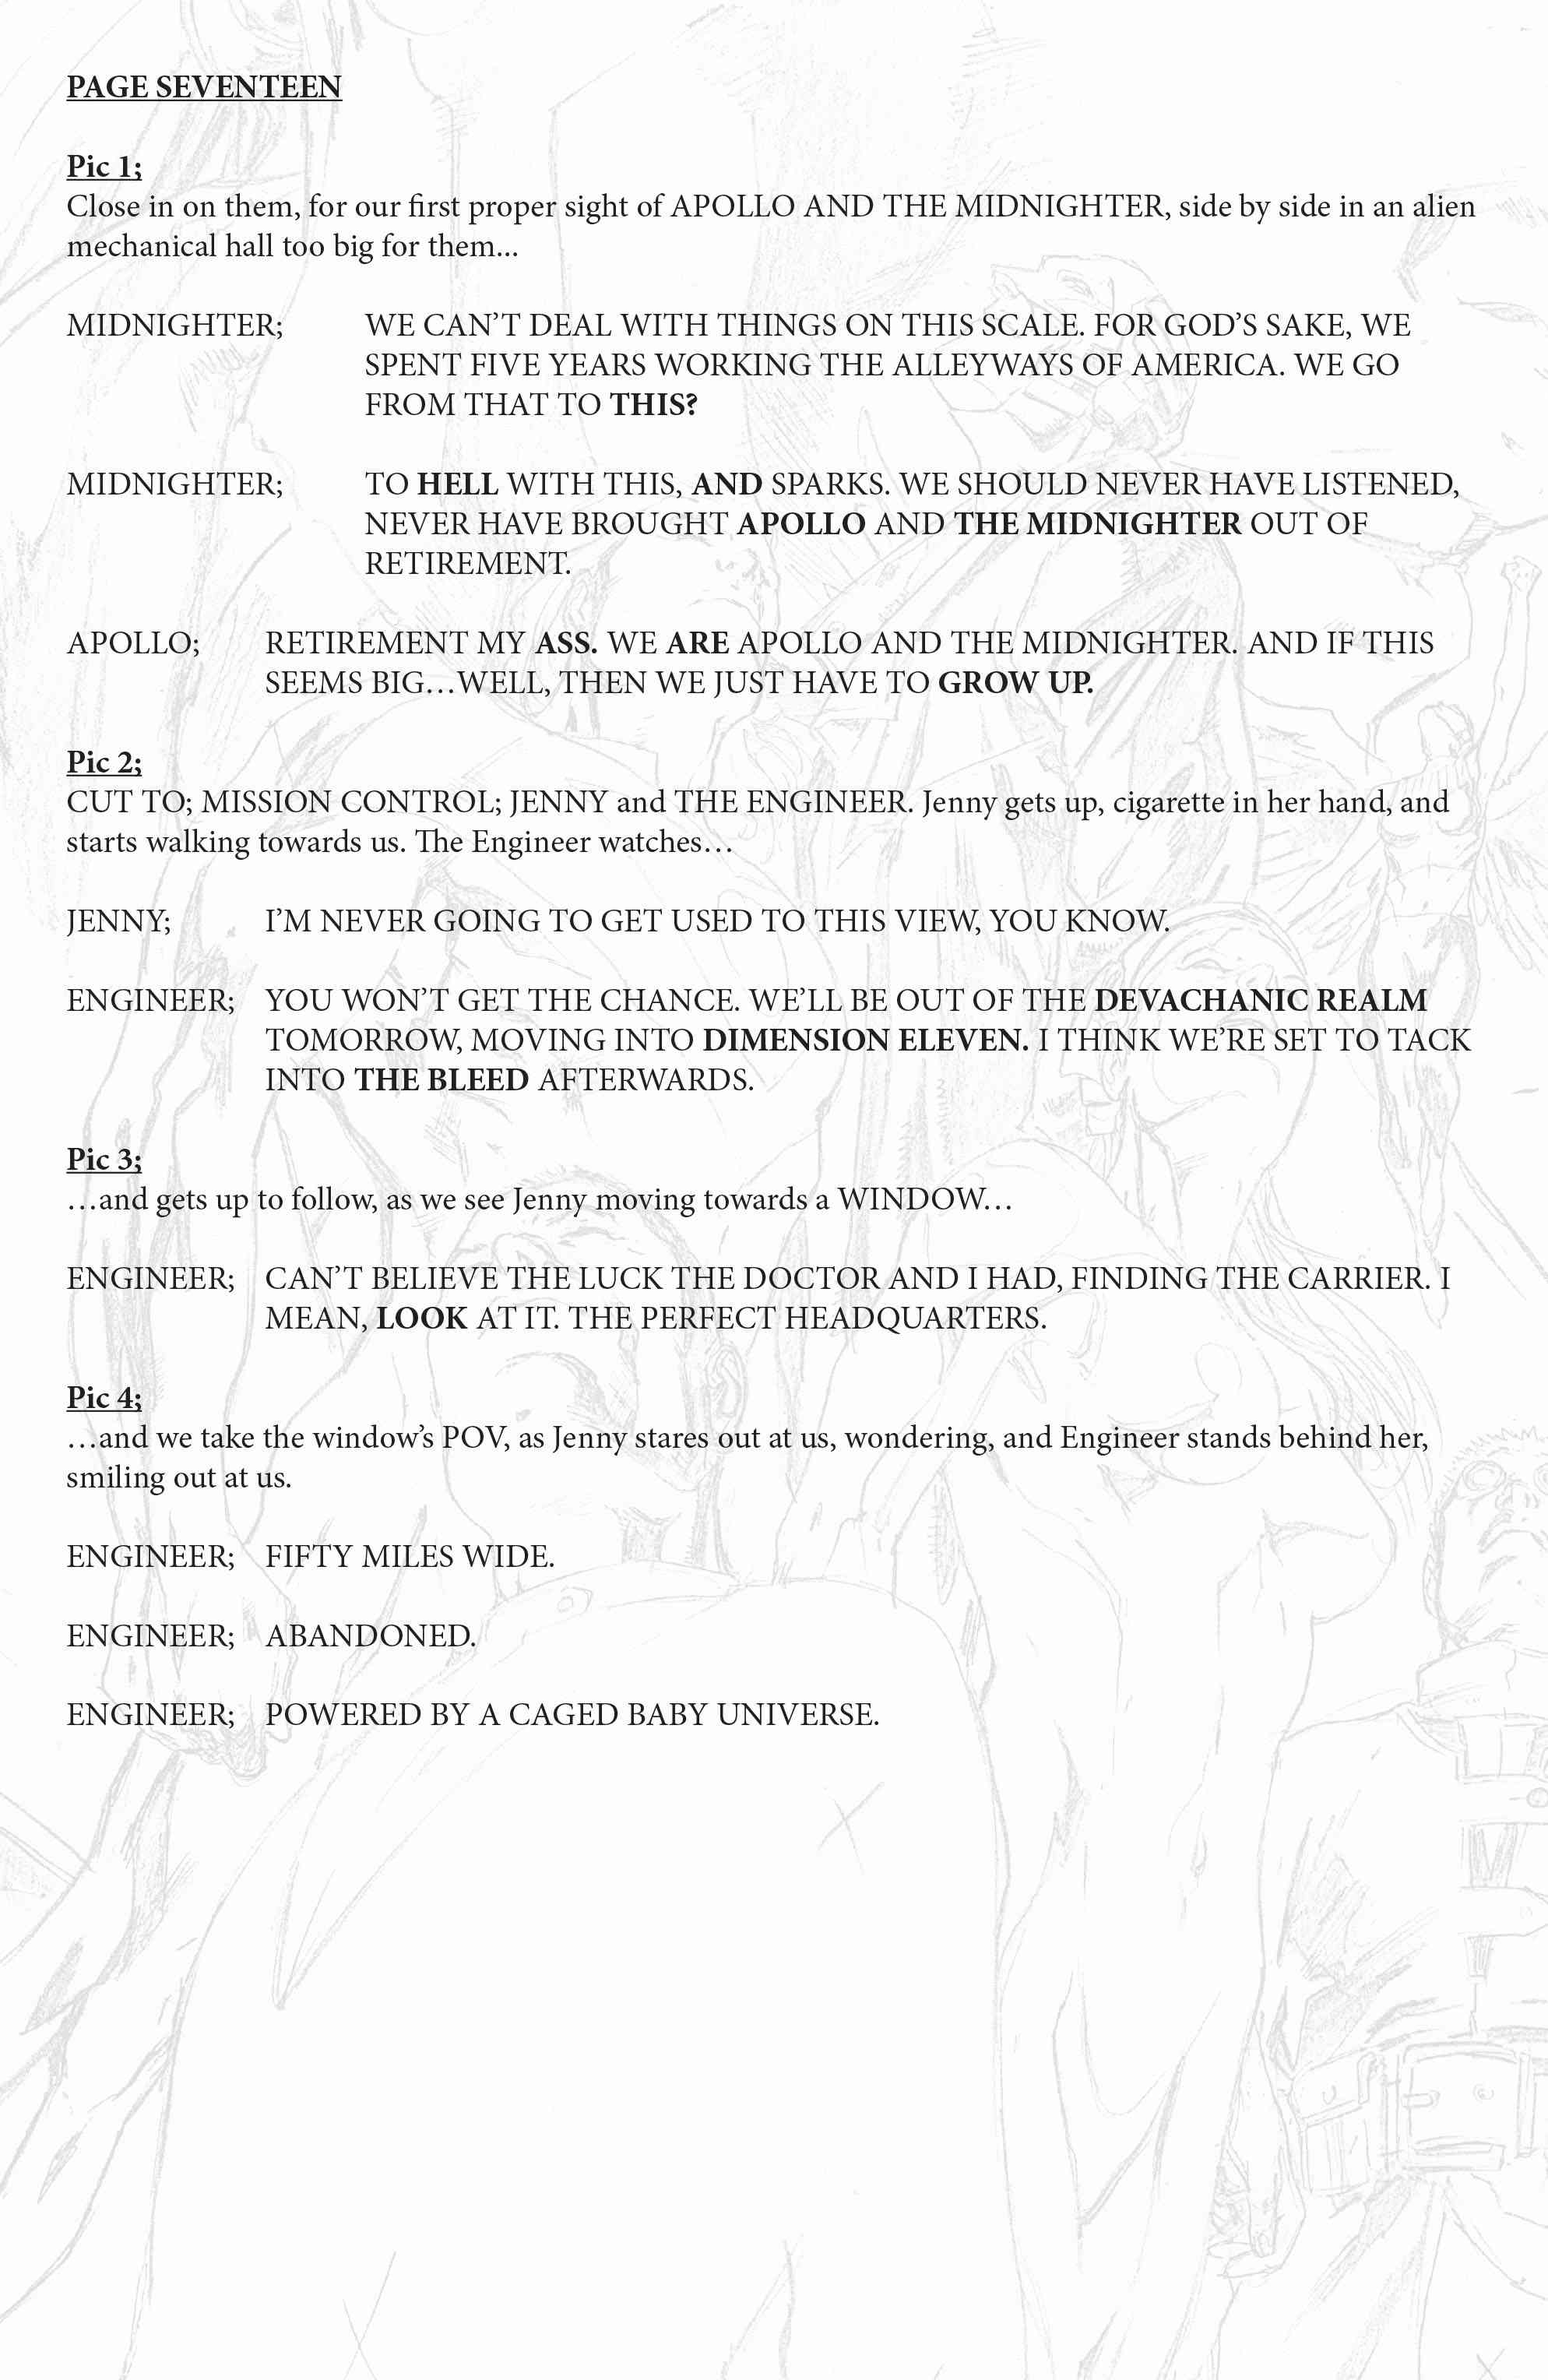 PAGE SEVENTEEN
Pic 1;
Close in on them, for our first proper sight of APOLLO AND THE MIDNIGHTER, side by side in an alien
mechanical hall too big for them...
MIDNIGHTER; WE CAN’T DEAL WITH THINGS ON THIS SCALE. FOR GOD’S SAKE, WE
SPENT FIVE YEARS WORKING THE ALLEYWAYS OF AMERICA. WE GO
FROM THAT TO THIS?
MIDNIGHTER; TO HELL WITH THIS, AND SPARKS. WE SHOULD NEVER HAVE LISTENED,
NEVER HAVE BROUGHT APOLLO AND THE MIDNIGHTER OUT OF
RETIREMENT.
APOLLO; RETIREMENT MY ASS. WE ARE APOLLO AND THE MIDNIGHTER. AND IF THIS
SEEMS BIG…WELL, THEN WE JUST HAVE TO GROW UP.
Pic 2;
CUT TO; MISSION CONTROL; JENNY and THE ENGINEER. Jenny gets up, cigarette in her hand, and
starts walking towards us. The Engineer watches…
JENNY; I’M NEVER GOING TO GET USED TO THIS VIEW, YOU KNOW.
ENGINEER; YOU WON’T GET THE CHANCE. WE’LL BE OUT OF THE DEVACHANIC REALM
TOMORROW, MOVING INTO DIMENSION ELEVEN. I THINK WE’RE SET TO TACK
INTO THE BLEED AFTERWARDS.
Pic 3;
…and gets up to follow, as we see Jenny moving towards a WINDOW…
ENGINEER; CAN’T BELIEVE THE LUCK THE DOCTOR AND I HAD, FINDING THE CARRIER. I
MEAN, LOOK AT IT. THE PERFECT HEADQUARTERS.
Pic 4;
…and we take the window’s POV, as Jenny stares out at us, wondering, and Engineer stands behind her,
smiling out at us.
ENGINEER; FIFTY MILES WIDE.
ENGINEER; ABANDONED.
ENGINEER; POWERED BY A CAGED BABY UNIVERSE.